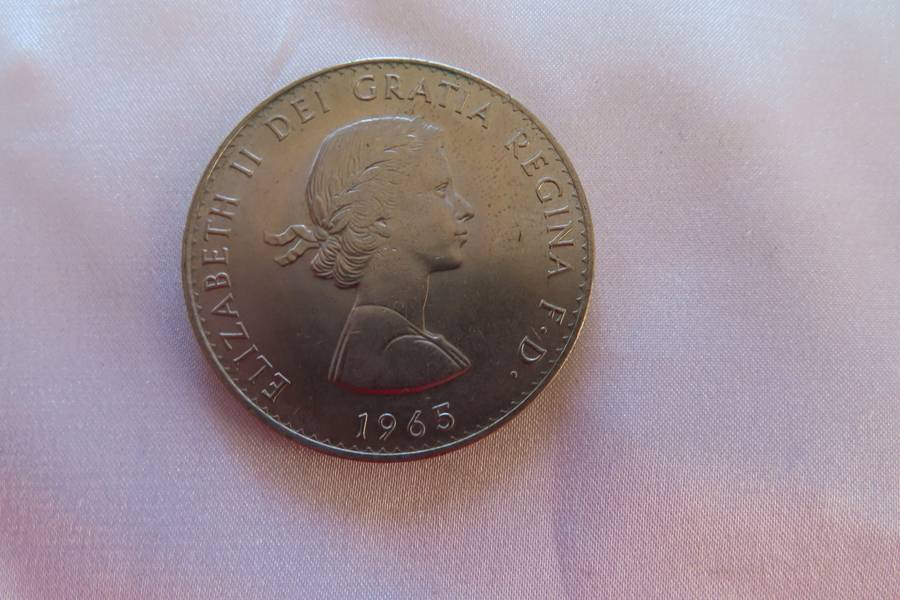 ELIZABETH II DEI GRATIA REGINA F.D.
1965